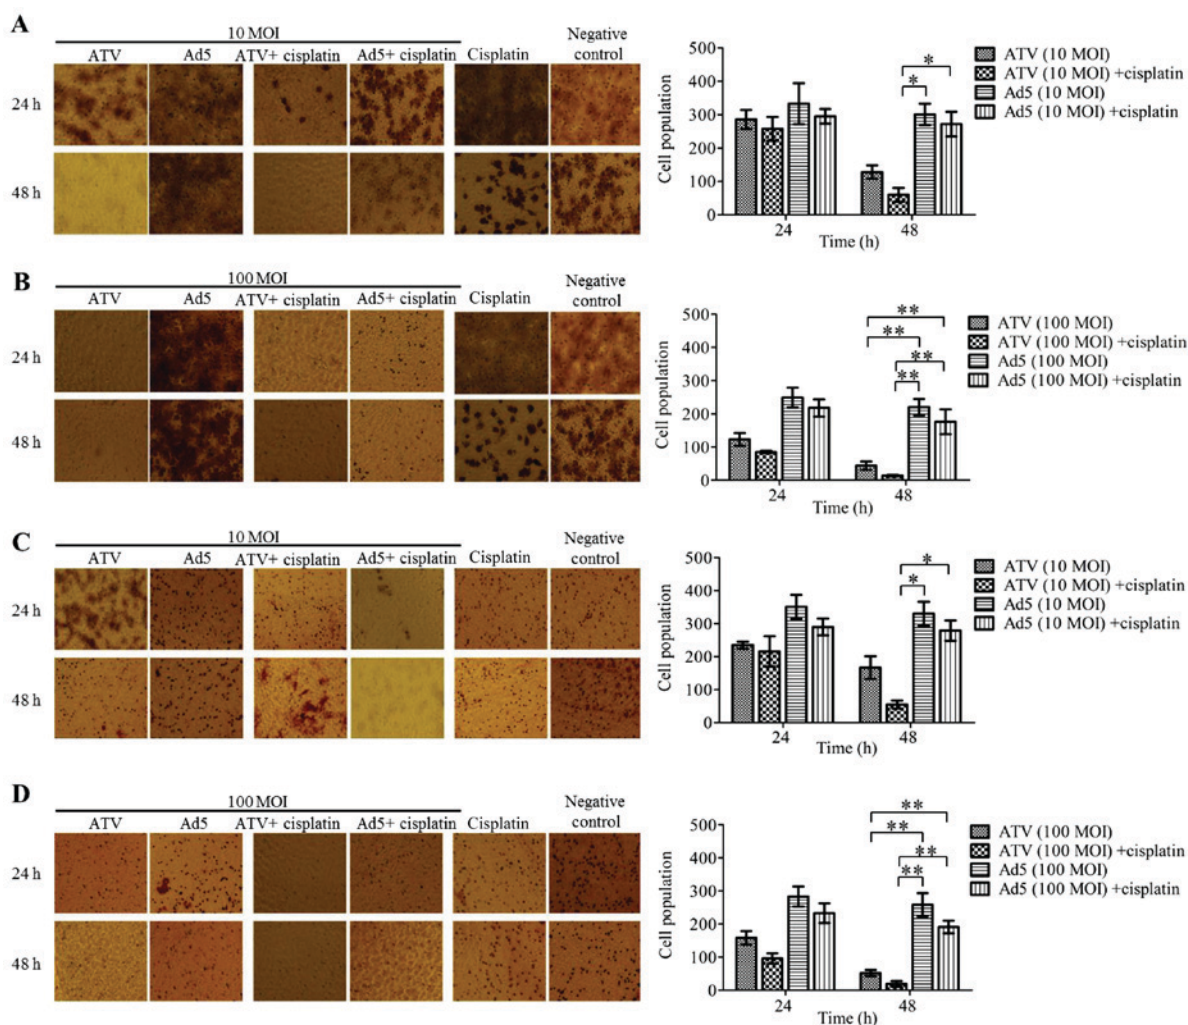 A
10 MOI
ATV Ad5 ATV+ cisplatin Ad5+ cisplatin Cisplatin Negative control
24 h
48 h
500
400
300
200
100
0
Cell population
24 48
Time (h)
* *
ATV (10 MOI)
ATV (10 MOI) +cisplatin
Ad5 (10 MOI)
Ad5 (10 MOI) +cisplatin
B
100 MOI
ATV Ad5 ATV+ cisplatin Ad5+ cisplatin Cisplatin Negative control
24 h
48 h
500
400
300
200
100
0
Cell population
24 48
Time (h)
**
**
**
**
ATV (100 MOI)
ATV (100 MOI) +cisplatin
Ad5 (100 MOI)
Ad5 (100 MOI) +cisplatin
C
10 MOI
ATV Ad5 ATV+ cisplatin Ad5+ cisplatin Cisplatin Negative control
24 h
48 h
500
400
300
200
100
0
Cell population
24 48
Time (h)
*
*
ATV (10 MOI)
ATV (10 MOI) +cisplatin
Ad5 (10 MOI)
Ad5 (10 MOI) +cisplatin
D
100 MOI
ATV Ad5 ATV+ cisplatin Ad5+ cisplatin Cisplatin Negative control
24 h
48 h
500
400
300
200
100
0
Cell population
24 48
Time (h)
**
**
**
**
ATV (100 MOI)
ATV (100 MOI) +cisplatin
Ad5 (100 MOI)
Ad5 (100 MOI) +cisplatin